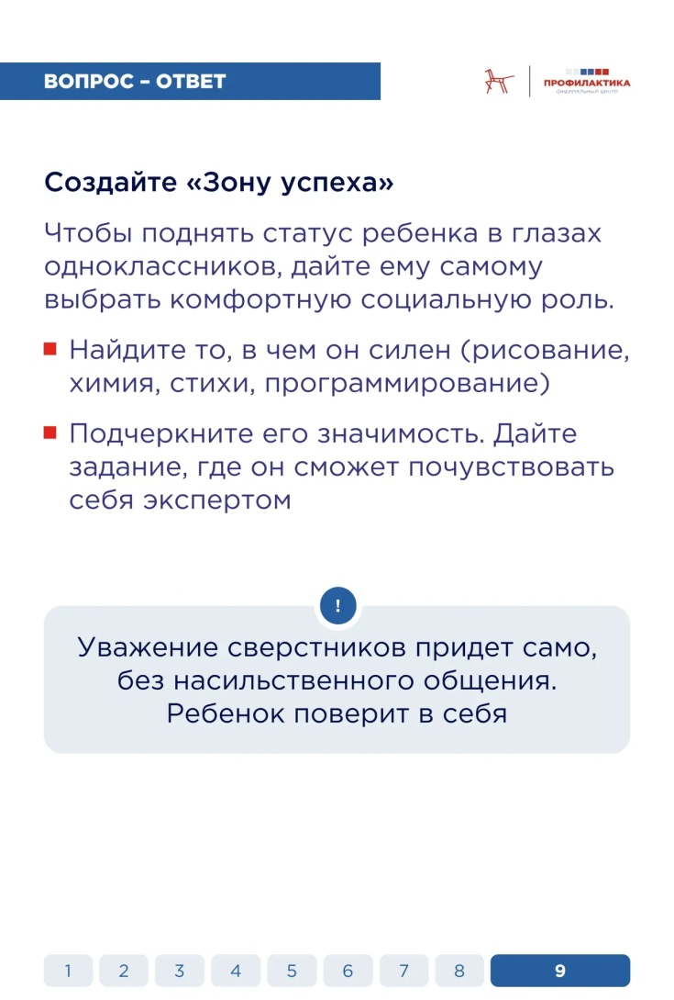 ВОПРОС – ОТВЕТ
ПРОФИЛАКТИКА
федеральный центр
Создайте «Зону успеха»
Чтобы поднять статус ребенка в глазах
одноклассников, дайте ему самому
выбрать комфортную социальную роль.
Найдите то, в чем он силен (рисование,
химия, стихи, программирование)
Подчеркните его значимость. Дайте
задание, где он сможет почувствовать
себя экспертом
!
Уважение сверстников придет само,
без насильственного общения.
Ребенок поверит в себя
1 2 3 4 5 6 7 8 9